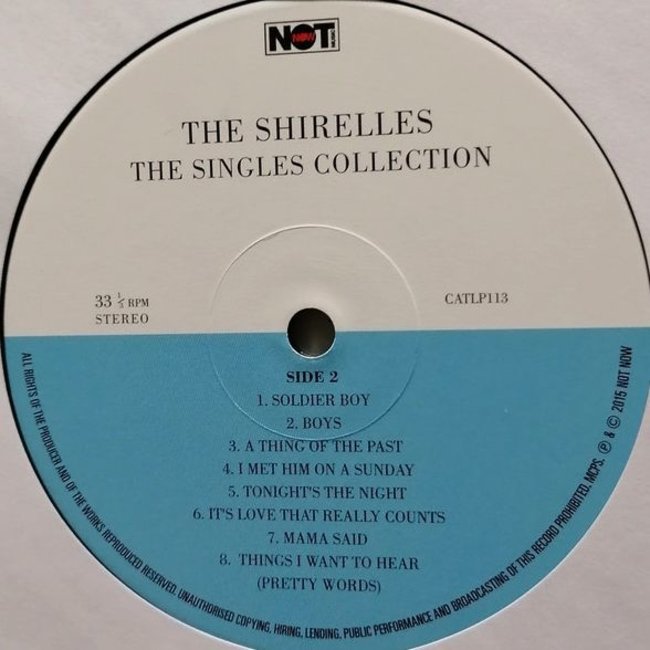 NOT NOW MUSIC
THE SHIRELLES
THE SINGLES COLLECTION
33 ⅓ RPM
STEREO
CATLP113
SIDE 2
1. SOLDIER BOY
2. BOYS
3. A THING OF THE PAST
4. I MET HIM ON A SUNDAY
5. TONIGHT'S THE NIGHT
6. IT'S LOVE THAT REALLY COUNTS
7. MAMA SAID
8. THINGS I WANT TO HEAR
(PRETTY WORDS)
ALL RIGHTS OF THE PRODUCER AND OF THE WORKS REPRODUCED RESERVED. UNAUTHORISED COPYING, HIRING, LENDING, PUBLIC PERFORMANCE AND BROADCASTING OF THIS RECORD PROHIBITED. MCPS. ℗ & © 2015 NOT NOW